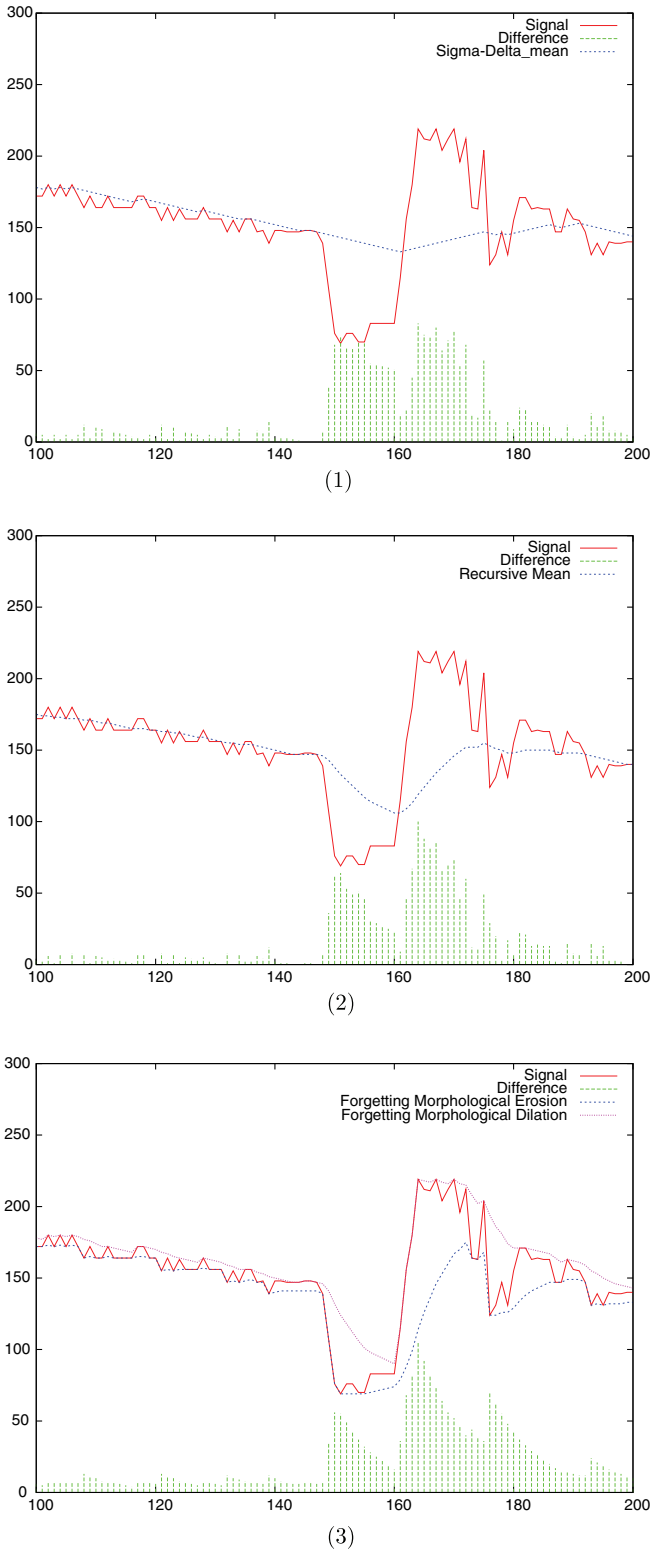 300
Signal
Difference
Sigma-Delta_mean
250
200
150
100
50
0
100 120 140 160 180 200
(1)
300
Signal
Difference
Recursive Mean
250
200
150
100
50
0
100 120 140 160 180 200
(2)
300
Signal
Difference
Forgetting Morphological Erosion
Forgetting Morphological Dilation
250
200
150
100
50
0
100 120 140 160 180 200
(3)